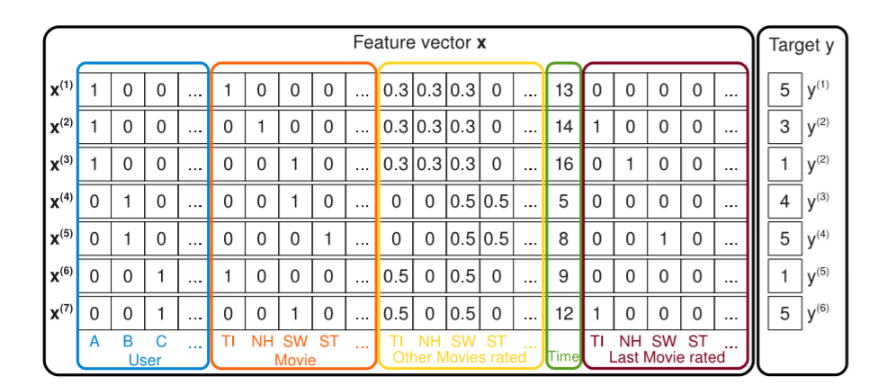 Feature vector x Target y
x(1) 1 0 0 ... 1 0 0 0 ... 0.3 0.3 0.3 0 ... 13 0 0 0 0 ... 5 y(1)
x(2) 1 0 0 ... 0 1 0 0 ... 0.3 0.3 0.3 0 ... 14 1 0 0 0 ... 3 y(2)
x(3) 1 0 0 ... 0 0 1 0 ... 0.3 0.3 0.3 0 ... 16 0 1 0 0 ... 1 y(2)
x(4) 0 1 0 ... 0 0 1 0 ... 0 0 0.5 0.5 ... 5 0 0 0 0 ... 4 y(3)
x(5) 0 1 0 ... 0 0 0 1 ... 0 0 0.5 0.5 ... 8 0 0 1 0 ... 5 y(4)
x(6) 0 0 1 ... 1 0 0 0 ... 0.5 0 0.5 0 ... 9 0 0 0 0 ... 1 y(5)
x(7) 0 0 1 ... 0 0 1 0 ... 0.5 0 0.5 0 ... 12 1 0 0 0 ... 5 y(6)
A B C ... TI NH SW ST ... TI NH SW ST ... Time TI NH SW ST ...
User Movie Other Movies rated Last Movie rated